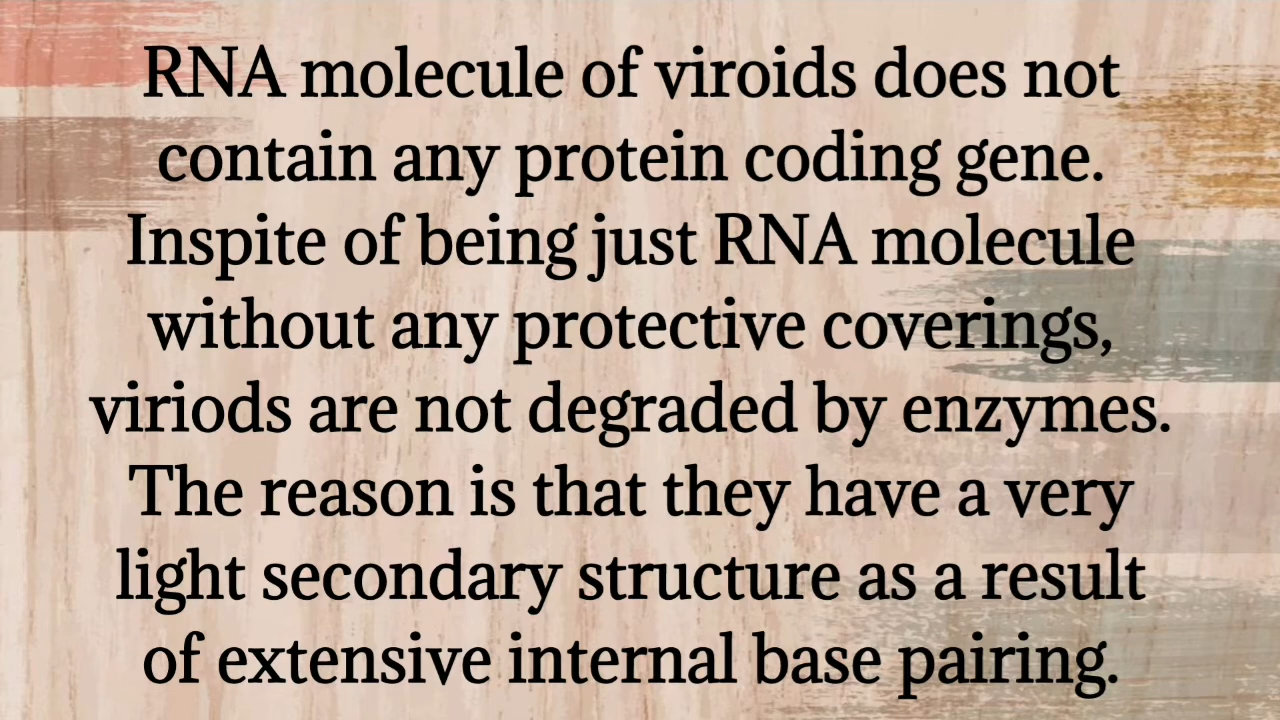 RNA molecule of viroids does not
contain any protein coding gene.
Inspite of being just RNA molecule
without any protective coverings,
viriods are not degraded by enzymes.
The reason is that they have a very
light secondary structure as a result
of extensive internal base pairing.